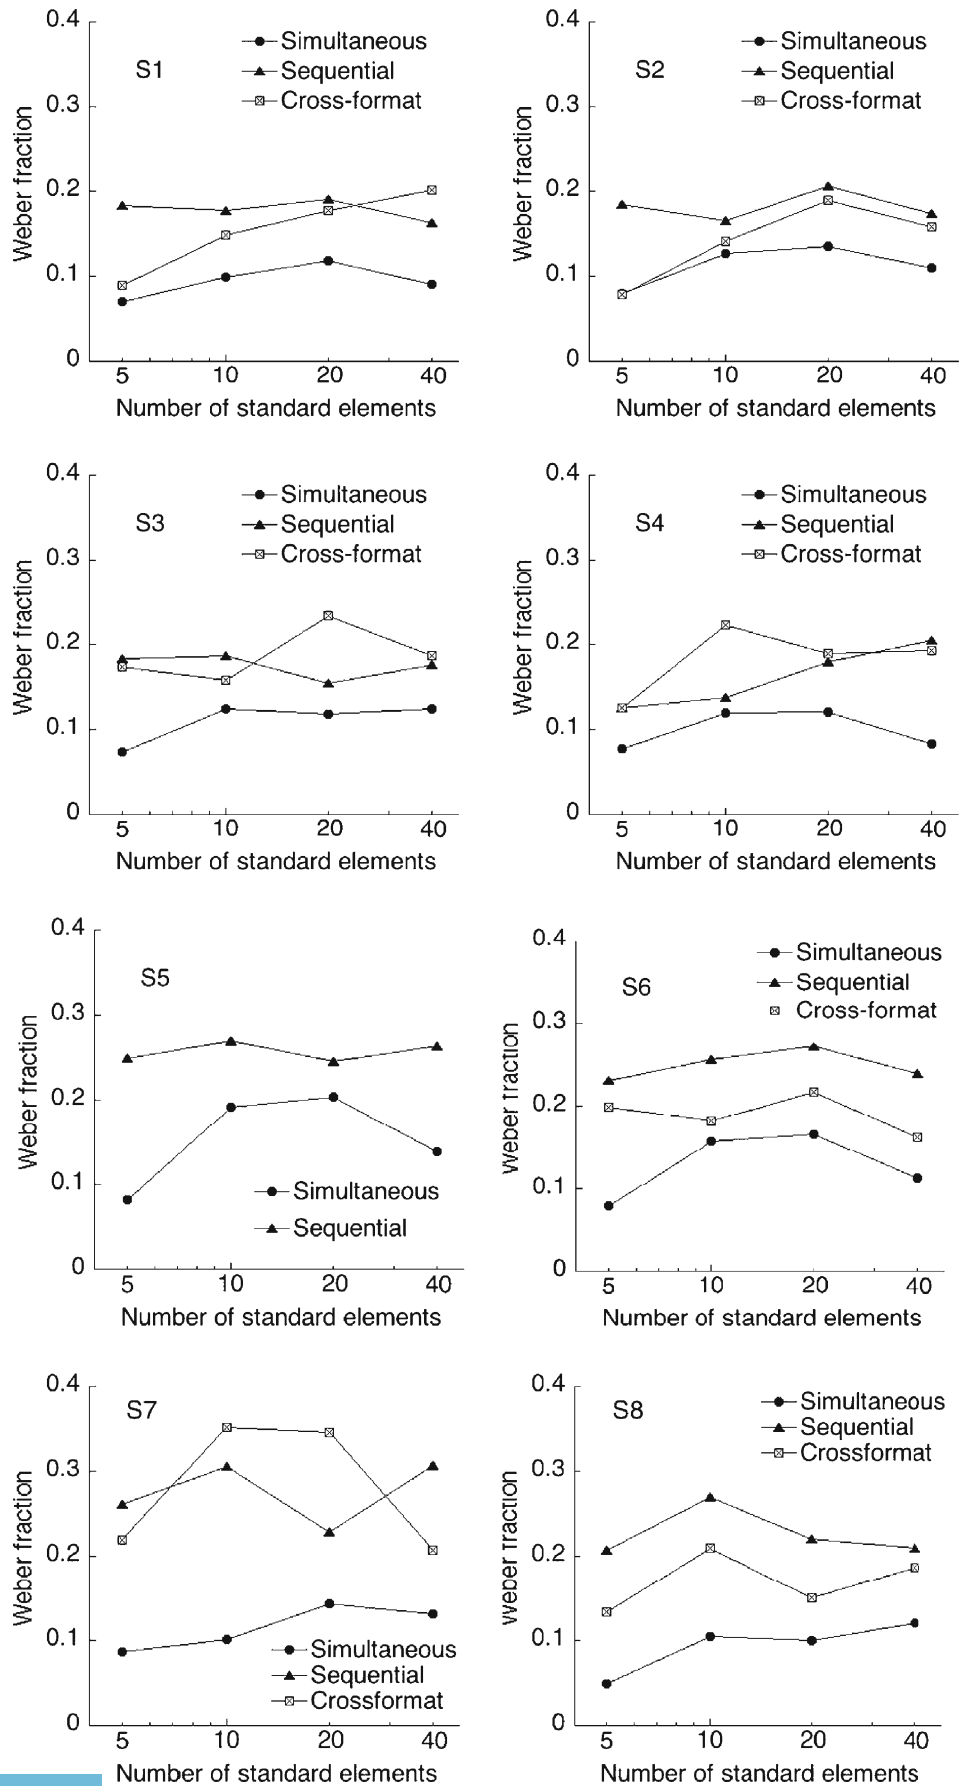 0.4
0.3
0.2
0.1
0
Weber fraction
S1
Simultaneous
Sequential
Cross-format
5 10 20 40
Number of standard elements
0.4
0.3
0.2
0.1
0
Weber fraction
S2
Simultaneous
Sequential
Cross-format
5 10 20 40
Number of standard elements
0.4
0.3
0.2
0.1
0
Weber fraction
S3
Simultaneous
Sequential
Cross-format
5 10 20 40
Number of standard elements
0.4
0.3
0.2
0.1
0
Weber fraction
S4
Simultaneous
Sequential
Cross-format
5 10 20 40
Number of standard elements
0.4
0.3
0.2
0.1
0
Weber fraction
S5
Simultaneous
Sequential
5 10 20 40
Number of standard elements
0.4
0.3
0.2
0.1
0
Weber fraction
S6
Simultaneous
Sequential
Cross-format
5 10 20 40
Number of standard elements
0.4
0.3
0.2
0.1
0
Weber fraction
S7
Simultaneous
Sequential
Crossformat
5 10 20 40
Number of standard elements
0.4
0.3
0.2
0.1
0
Weber fraction
S8
Simultaneous
Sequential
Crossformat
5 10 20 40
Number of standard elements